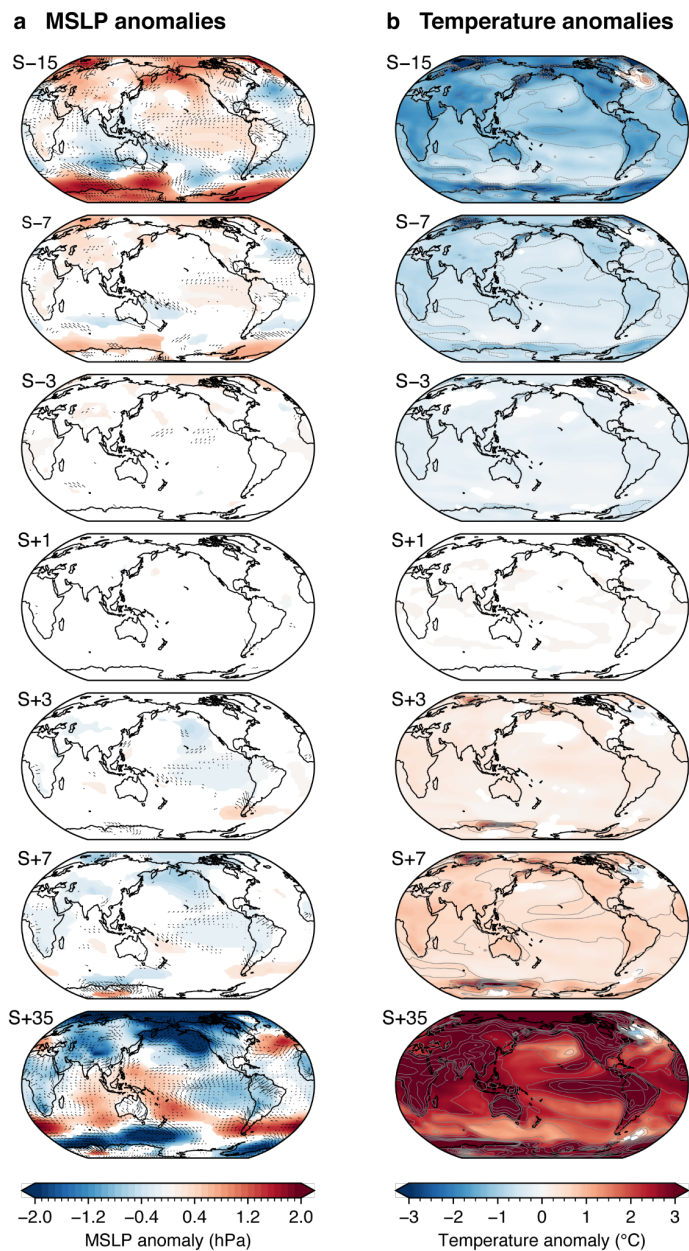 a MSLP anomalies
b Temperature anomalies
S−15
S−15
S−7
S−7
S−3
S−3
S+1
S+1
S+3
S+3
S+7
S+7
S+35
S+35
−2.0 −1.2 −0.4 0.4 1.2 2.0
MSLP anomaly (hPa)
−3 −2 −1 0 1 2 3
Temperature anomaly (°C)